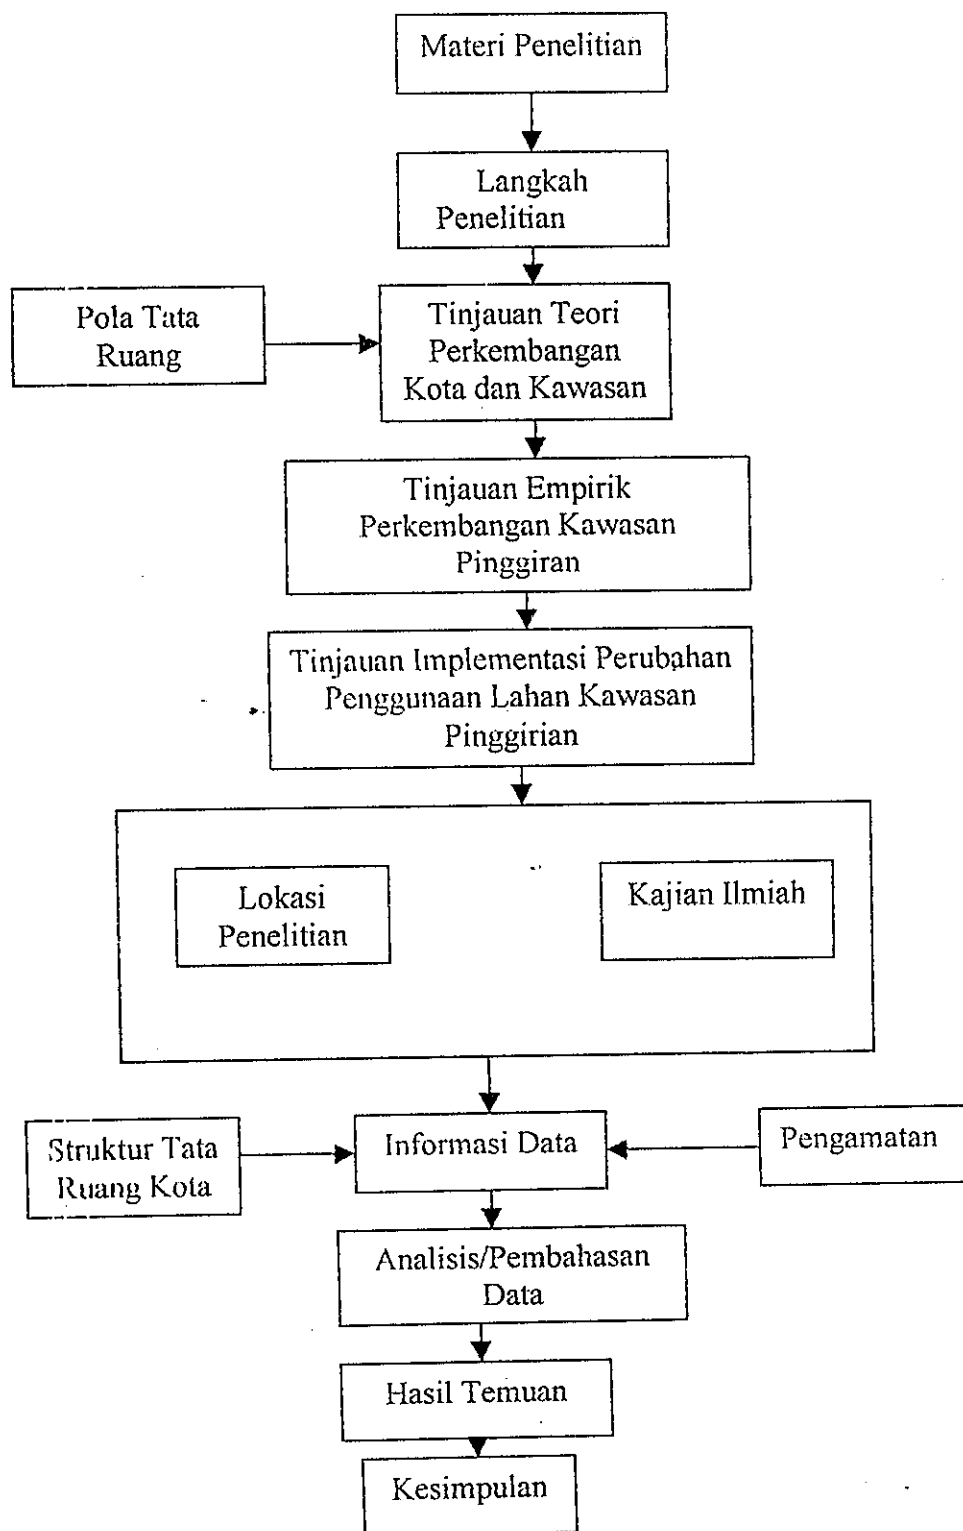 Materi Penelitian
Langkah
Penelitian
Pola Tata
Ruang
Tinjauan Teori
Perkembangan
Kota dan Kawasan
Tinjauan Empirik
Perkembangan Kawasan
Pinggiran
Tinjauan Implementasi Perubahan
Penggunaan Lahan Kawasan
Pinggirian
Lokasi
Penelitian
Kajian Ilmiah
Struktur Tata
Ruang Kota
Informasi Data
Pengamatan
Analisis/Pembahasan
Data
Hasil Temuan
Kesimpulan